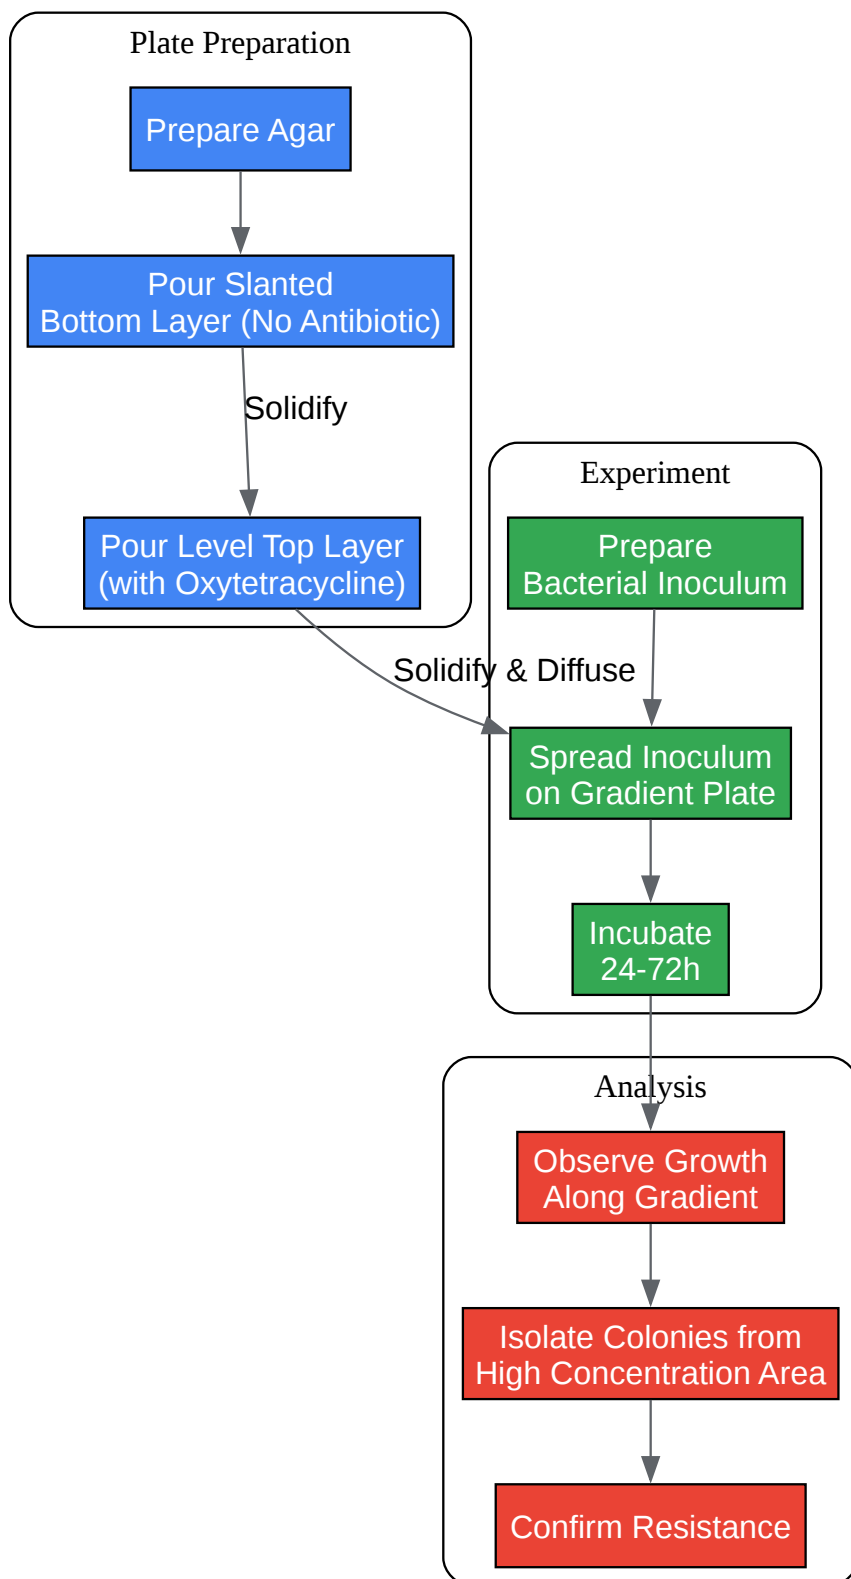 Plate Preparation
Prepare Agar
Pour Slanted
Bottom Layer (No Antibiotic)
Solidify
Pour Level Top Layer
(with Oxytetracycline)
Solidify & Diffuse
Experiment
Prepare
Bacterial Inoculum
Spread Inoculum
on Gradient Plate
Incubate
24-72h
Analysis
Observe Growth
Along Gradient
Isolate Colonies from
High Concentration Area
Confirm Resistance